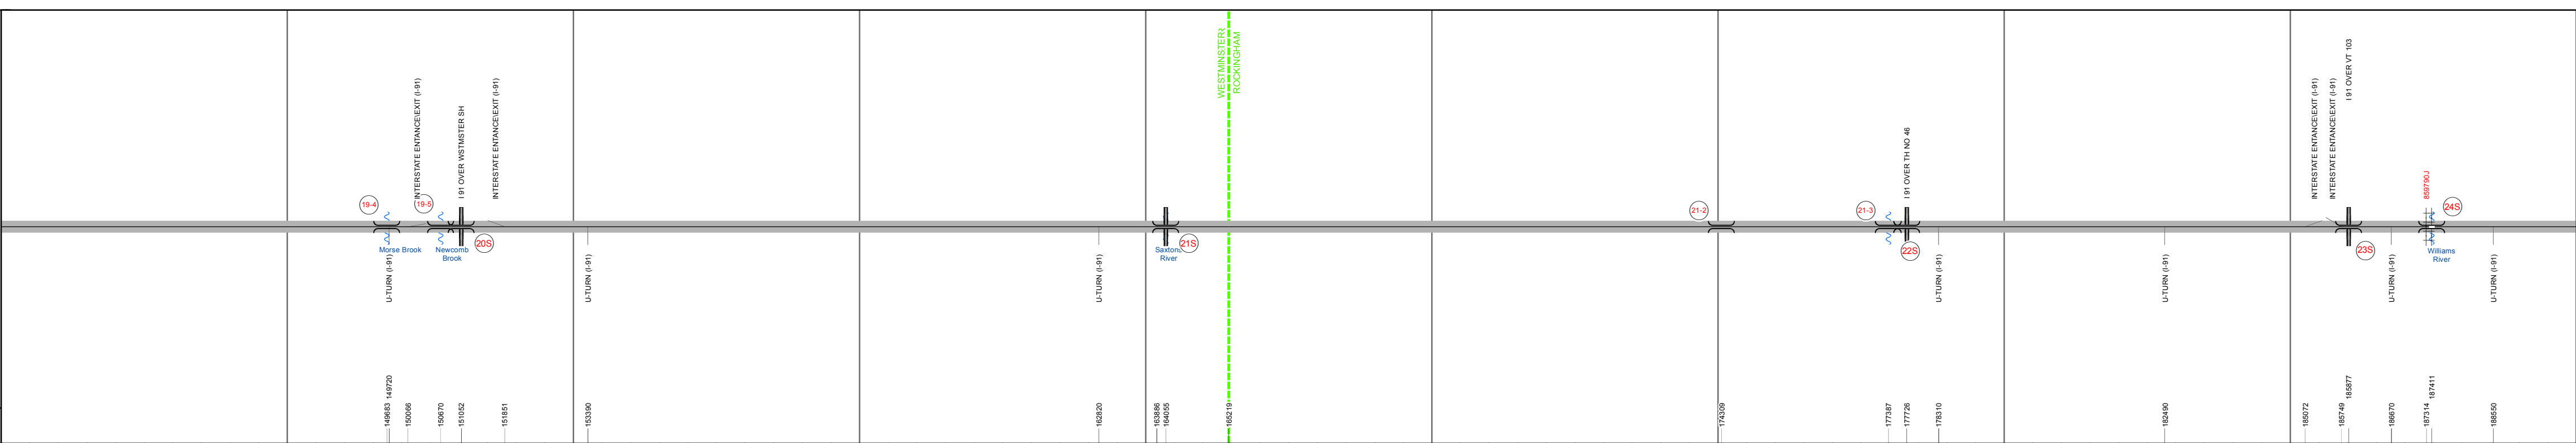 WESTMINSTER
ROCKINGHAM
INTERSTATE ENTANCE\EXIT (I-91)
I 91 OVER WSTMSTER SH
INTERSTATE ENTANCE\EXIT (I-91)
I 91 OVER TH NO 46
INTERSTATE ENTANCE\EXIT (I-91)
INTERSTATE ENTANCE\EXIT (I-91)
I 91 OVER VT 103
859790J
19-4
19-5
20S
21S
21-2
21-3
22S
23S
24S
Morse Brook
Newcomb
Brook
Saxtons
River
Williams
River
U-TURN (I-91)
U-TURN (I-91)
U-TURN (I-91)
U-TURN (I-91)
U-TURN (I-91)
U-TURN (I-91)
U-TURN (I-91)
149683
149720
150066
150670
151052
151851
153390
162820
163886
164055
165219
174309
177387
177726
178310
182490
185072
185749
185877
186670
187314
187411
188550